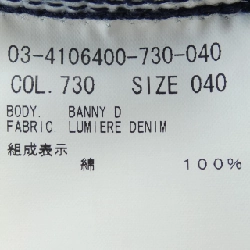 03-4106400-730-040
COL. 730 SIZE 040
BODY. BANNY D
FABRIC LUMIERE DENIM
組成表示
綿 100%